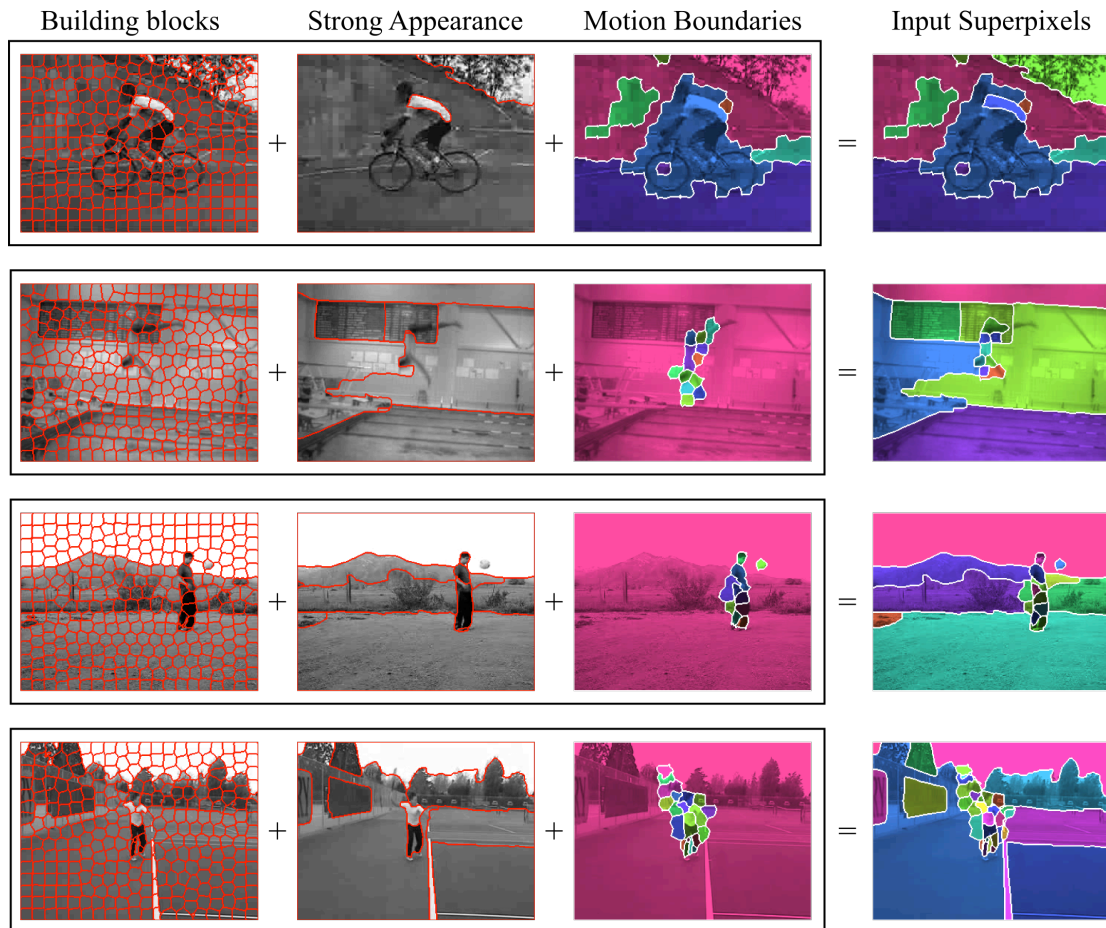 Building blocks Strong Appearance Motion Boundaries Input Superpixels
+ + =
+ + =
+ + =
+ + =